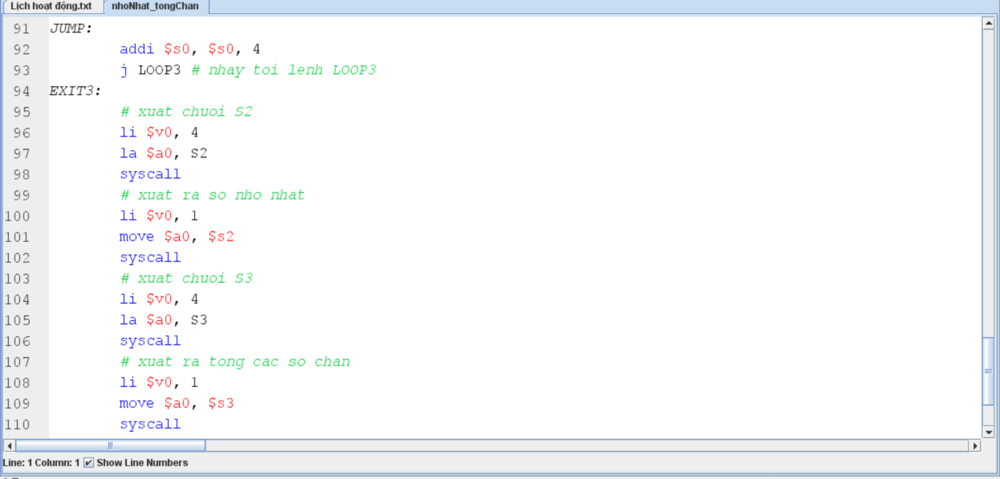 Lịch hoạt động.txt nhoNhat_tongChan
91 JUMP:
92 addi $s0, $s0, 4
93 j LOOP3 # nhay toi lenh LOOP3
94 EXIT3:
95 # xuat chuoi S2
96 li $v0, 4
97 la $a0, S2
98 syscall
99 # xuat ra so nho nhat
100 li $v0, 1
101 move $a0, $s2
102 syscall
103 # xuat chuoi S3
104 li $v0, 4
105 la $a0, S3
106 syscall
107 # xuat ra tong cac so chan
108 li $v0, 1
109 move $a0, $s3
110 syscall
Line: 1 Column: 1 Show Line Numbers